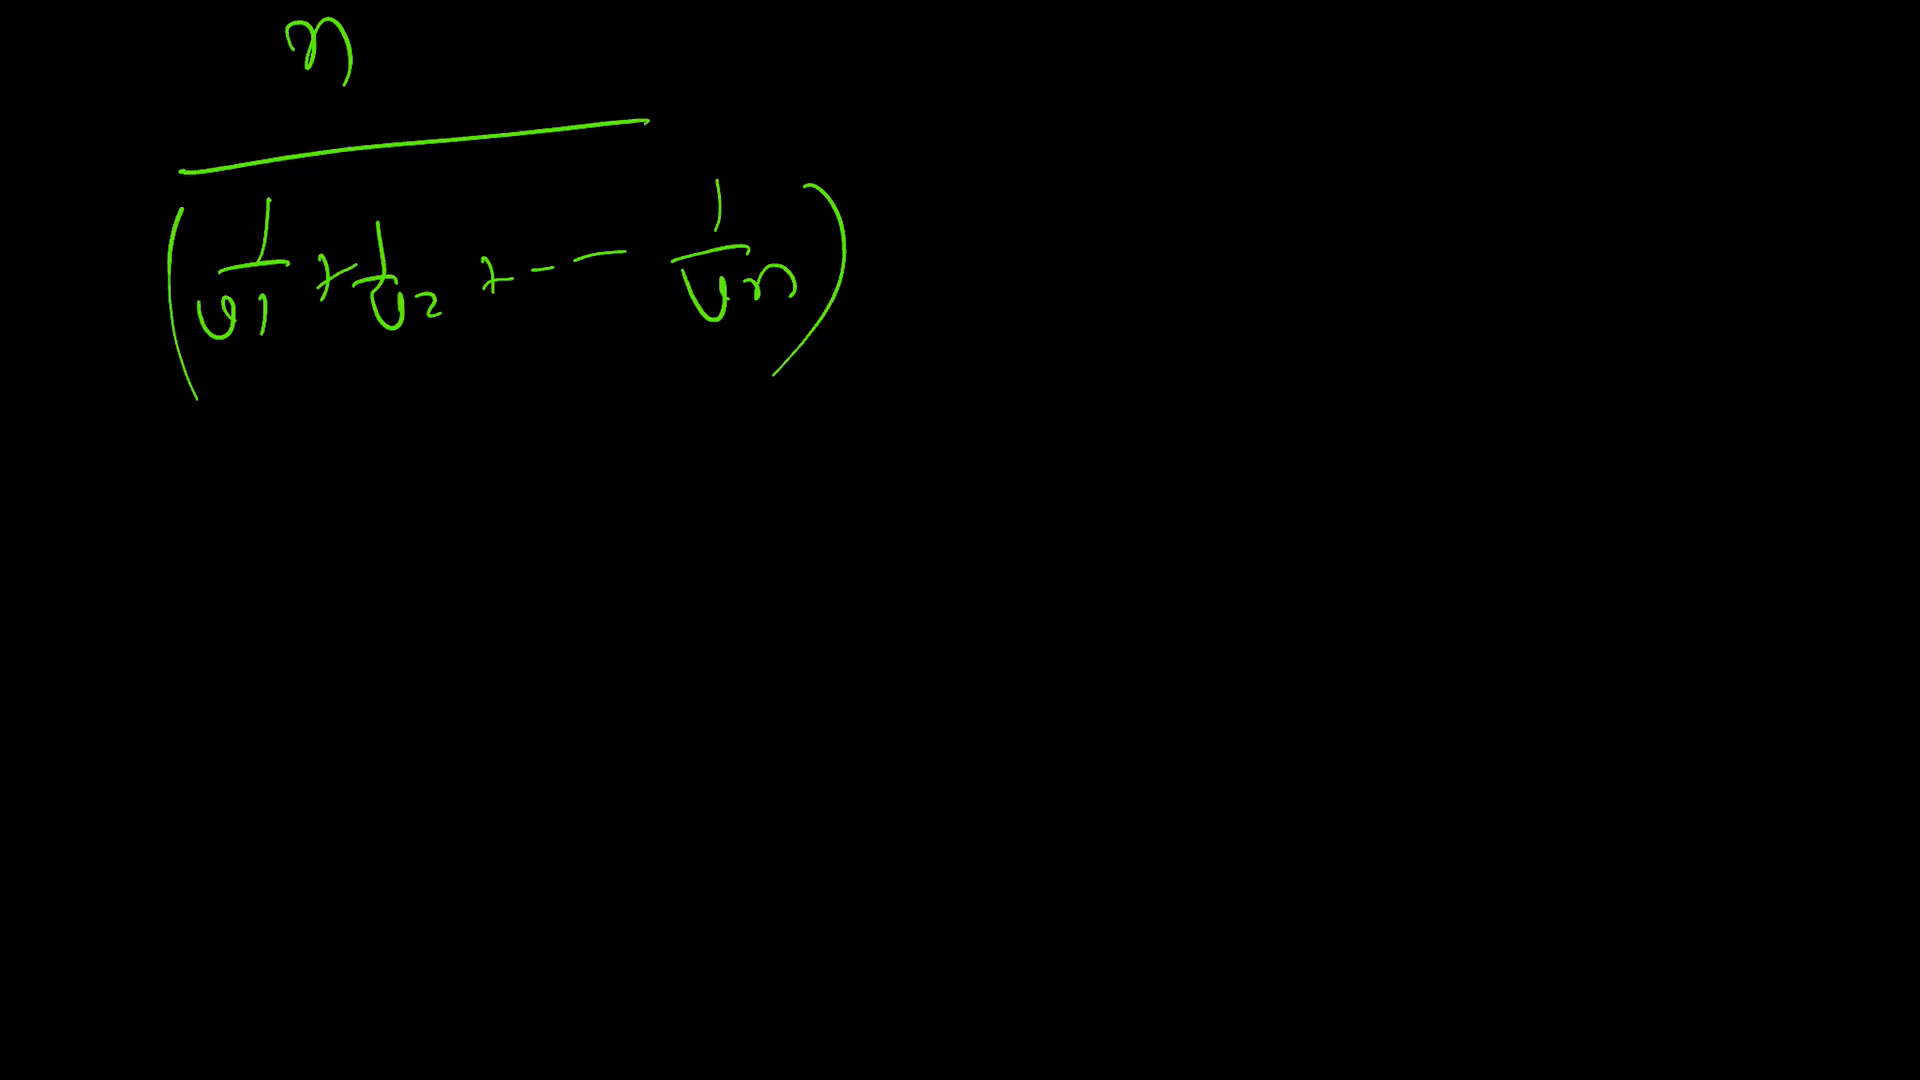 n
(1/v1 + 1/v2 + --- 1/vn)